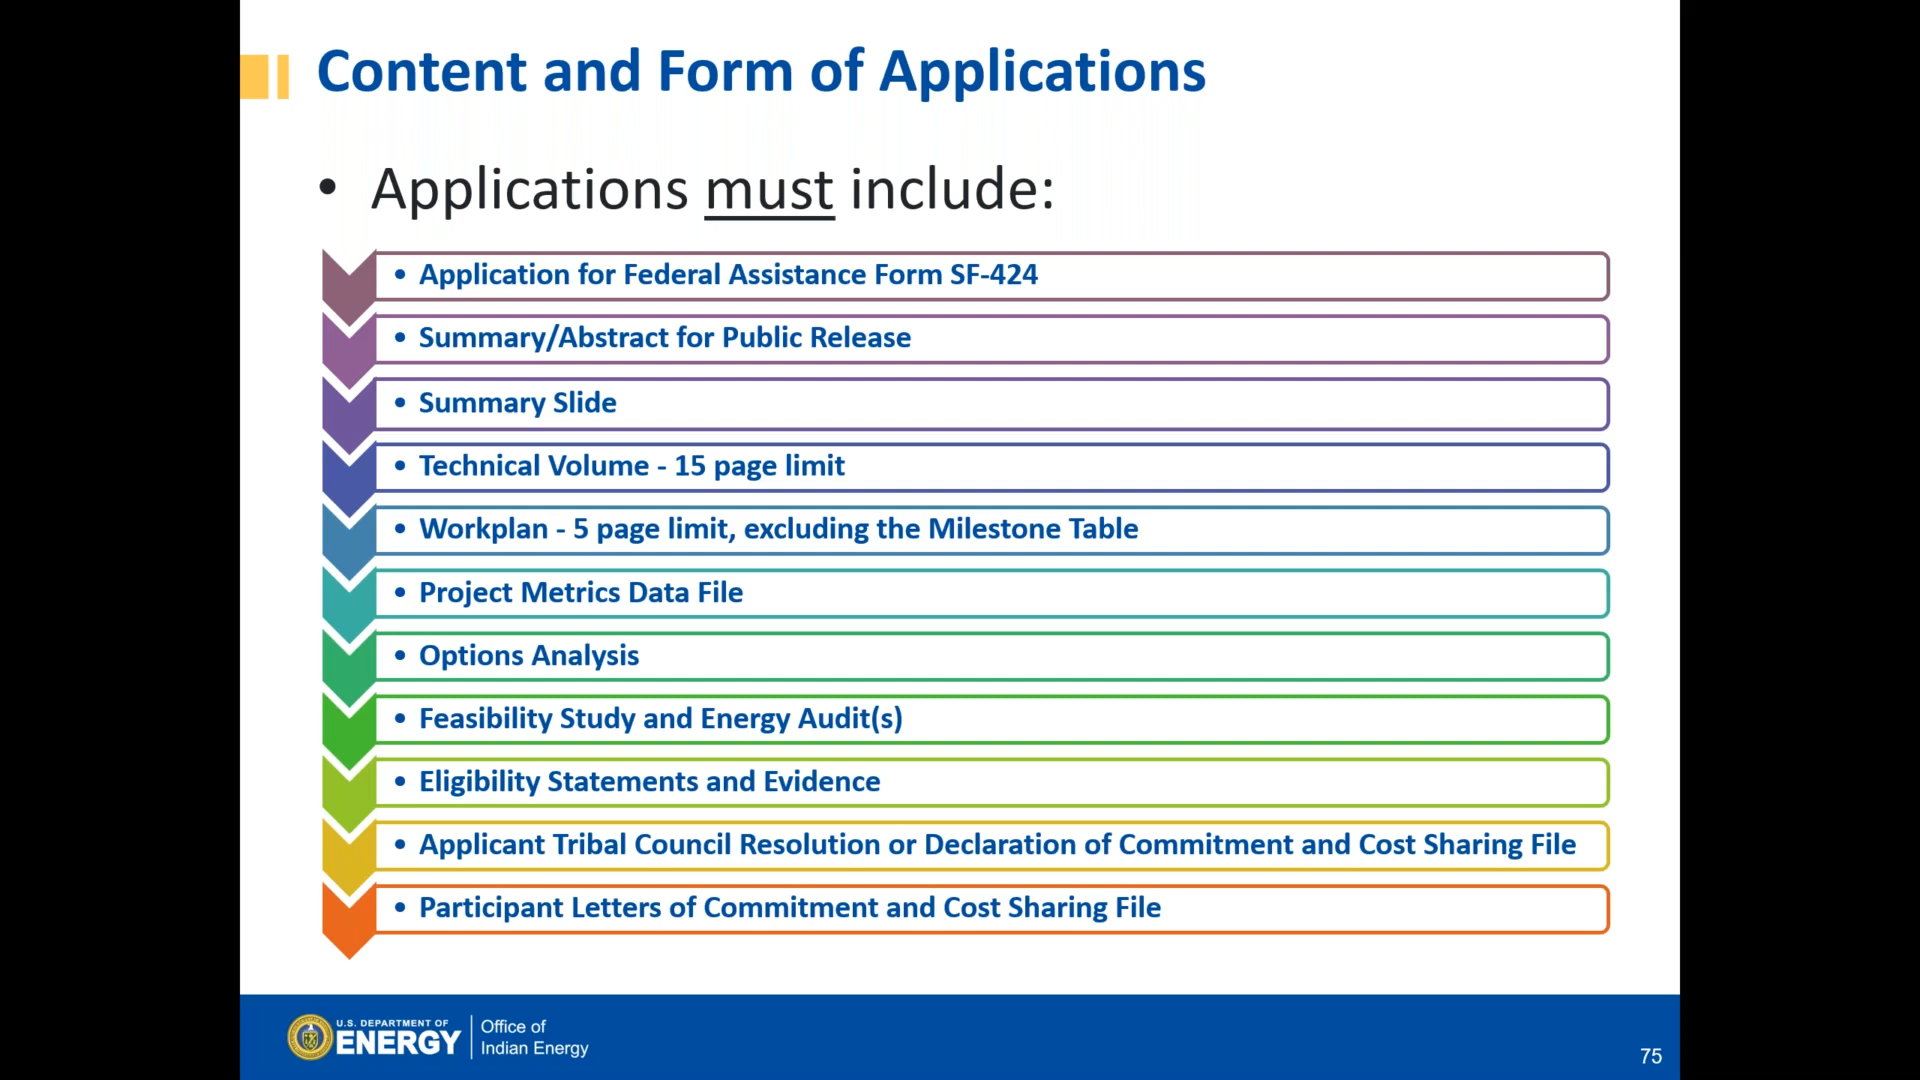 Content and Form of Applications
• Applications must include:
• Application for Federal Assistance Form SF-424
• Summary/Abstract for Public Release
• Summary Slide
• Technical Volume - 15 page limit
• Workplan - 5 page limit, excluding the Milestone Table
• Project Metrics Data File
• Options Analysis
• Feasibility Study and Energy Audit(s)
• Eligibility Statements and Evidence
• Applicant Tribal Council Resolution or Declaration of Commitment and Cost Sharing File
• Participant Letters of Commitment and Cost Sharing File
U.S. DEPARTMENT OF
ENERGY
Office of
Indian Energy
75